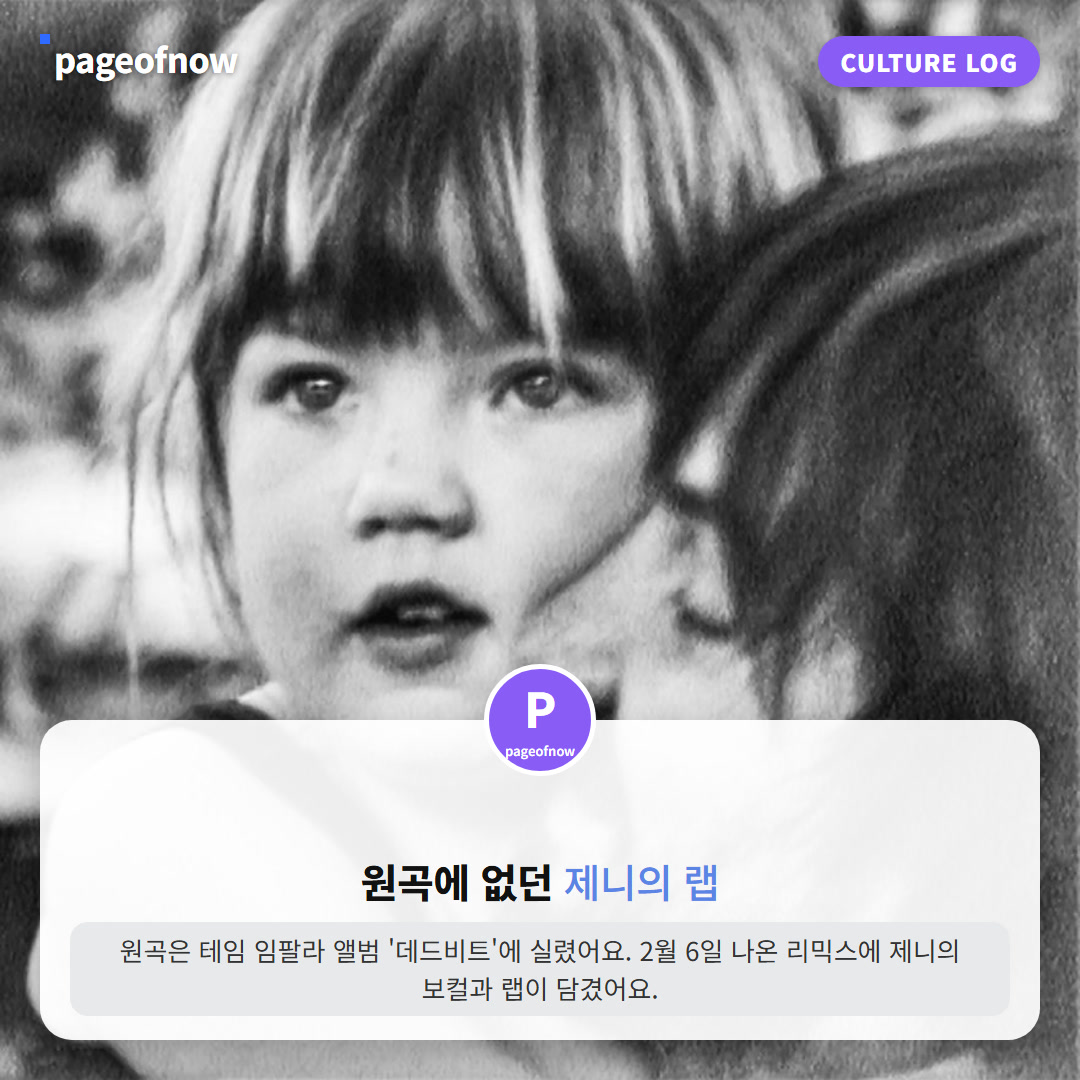 pageofnow
CULTURE LOG
P
pageofnow
원곡에 없던 제니의 랩
원곡은 테임 임팔라 앨범 '데드비트'에 실렸어요. 2월 6일 나온 리믹스에 제니의
보컬과 랩이 담겼어요.